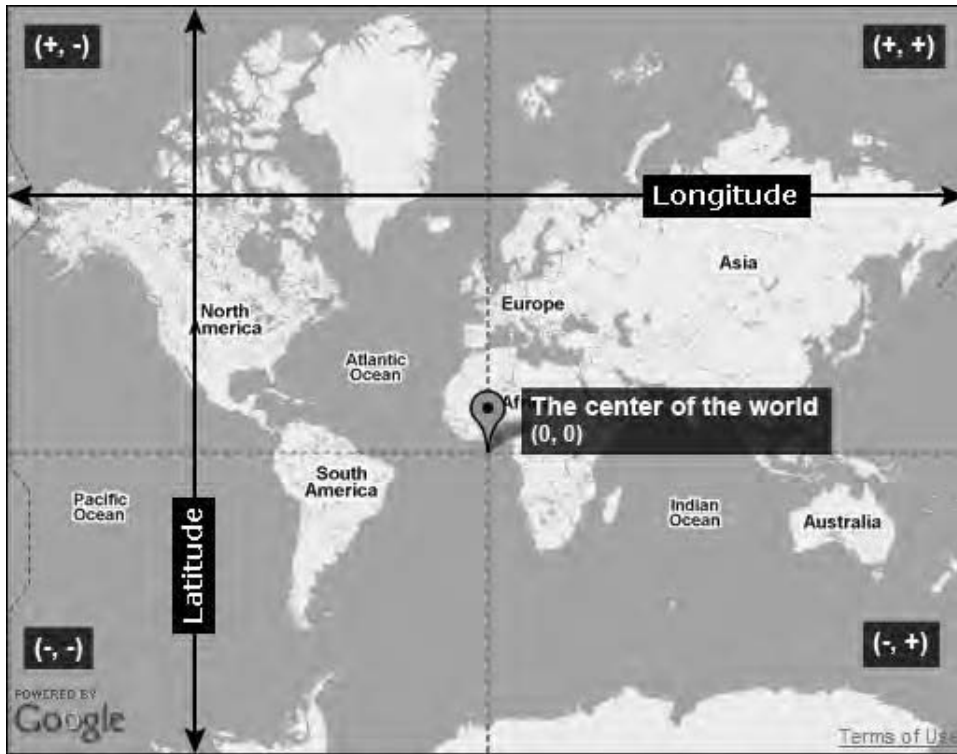 (+, -)
(+, +)
Longitude
Asia
Europe
North
America
Atlantic
Ocean
The center of the world
(0, 0)
South
America
Pacific
Ocean
Indian
Ocean
Australia
Latitude
(-, -)
(-, +)
POWERED BY
Google
Terms of Use